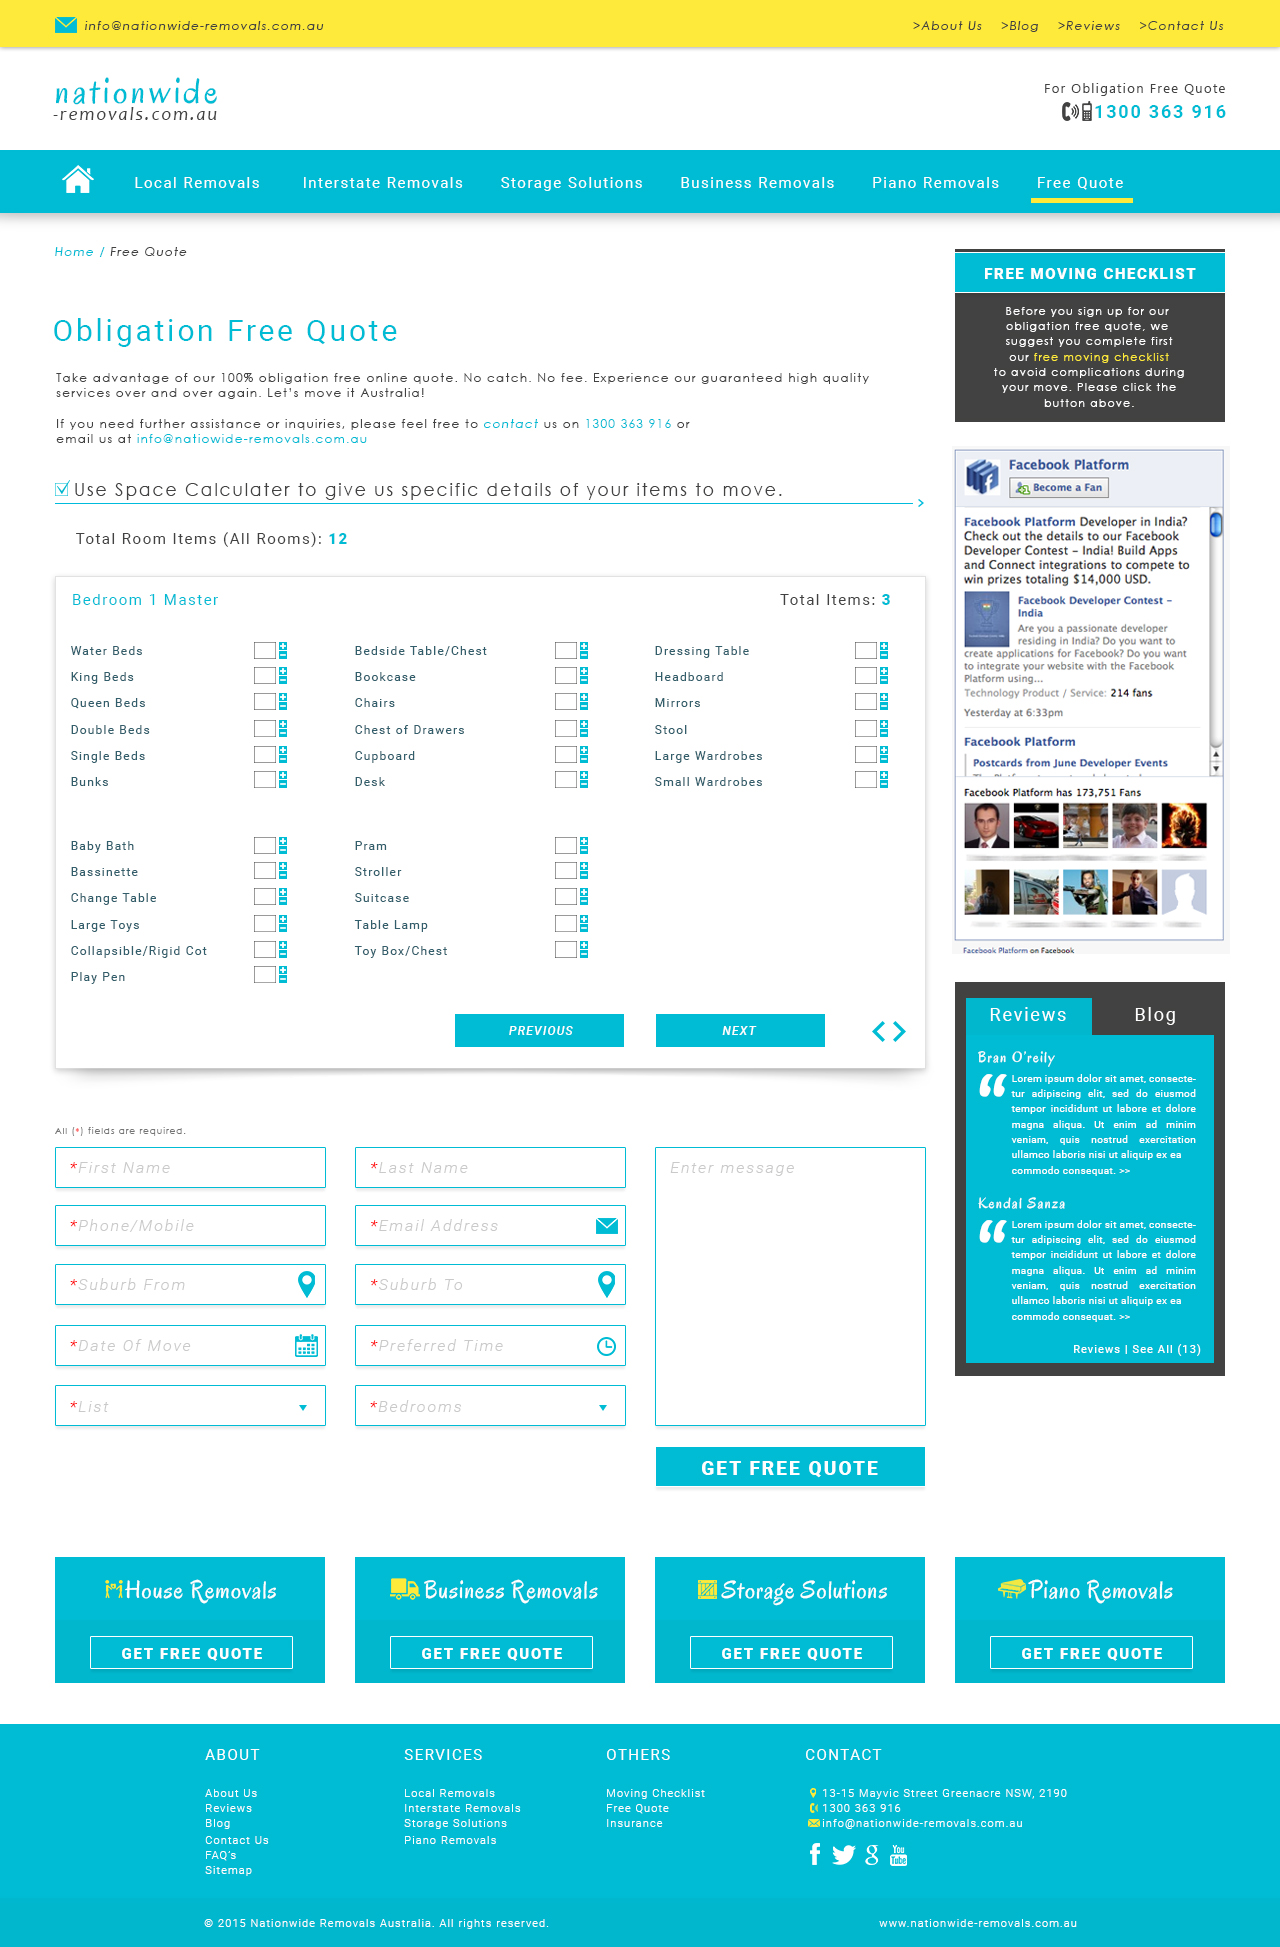 info@nationwide-removals.com.au
>About Us >Blog >Reviews >Contact Us
nationwide
-removals.com.au
For Obligation Free Quote
1300 363 916
Local Removals Interstate Removals Storage Solutions Business Removals Piano Removals Free Quote
Home / Free Quote
Obligation Free Quote
Take advantage of our 100% obligation free online quote. No catch. No fee. Experience our guaranteed high quality
services over and over again. Let's move it Australia!
If you need further assistance or inquiries, please feel free to contact us on 1300 363 916 or
email us at info@natiowide-removals.com.au
Use Space Calculater to give us specific details of your items to move.
Total Room Items (All Rooms): 12
Bedroom 1 Master Total Items: 3
Water Beds Bedside Table/Chest Dressing Table
King Beds Bookcase Headboard
Queen Beds Chairs Mirrors
Double Beds Chest of Drawers Stool
Single Beds Cupboard Large Wardrobes
Bunks Desk Small Wardrobes
Baby Bath Pram
Bassinette Stroller
Change Table Suitcase
Large Toys Table Lamp
Collapsible/Rigid Cot Toy Box/Chest
Play Pen
PREVIOUS NEXT
All (*) fields are required.
*First Name *Last Name Enter message
*Phone/Mobile *Email Address
*Suburb From *Suburb To
*Date Of Move *Preferred Time
*List *Bedrooms
GET FREE QUOTE
FREE MOVING CHECKLIST
Before you sign up for our
obligation free quote, we
suggest you complete first
our free moving checklist
to avoid complications during
your move. Please click the
button above.
Facebook Platform
Become a Fan
Facebook Platform Developer in India?
Check out the details to our Facebook
Developer Contest – India! Build Apps
and Connect integrations to compete to
win prizes totaling $14,000 USD.
Facebook Developer Contest –
India
Are you a passionate developer
residing in India? Do you want to
create applications for Facebook? Do you want
to integrate your website with the Facebook
Platform using...
Technology Product / Service: 214 fans
Yesterday at 6:33pm
Facebook Platform
Postcards from June Developer Events
Facebook Platform has 173,751 Fans
Facebook Platform on Facebook
Reviews Blog
Bran O'reily
Lorem ipsum dolor sit amet, consecte-
tur adipiscing elit, sed do eiusmod
tempor incididunt ut labore et dolore
magna aliqua. Ut enim ad minim
veniam, quis nostrud exercitation
ullamco laboris nisi ut aliquip ex ea
commodo consequat. >>
Kendal Sanza
Lorem ipsum dolor sit amet, consecte-
tur adipiscing elit, sed do eiusmod
tempor incididunt ut labore et dolore
magna aliqua. Ut enim ad minim
veniam, quis nostrud exercitation
ullamco laboris nisi ut aliquip ex ea
commodo consequat. >>
Reviews | See All (13)
House Removals Business Removals Storage Solutions Piano Removals
GET FREE QUOTE GET FREE QUOTE GET FREE QUOTE GET FREE QUOTE
ABOUT SERVICES OTHERS CONTACT
About Us Local Removals Moving Checklist 13-15 Mayvic Street Greenacre NSW, 2190
Reviews Interstate Removals Free Quote 1300 363 916
Blog Storage Solutions Insurance info@nationwide-removals.com.au
Contact Us Piano Removals
FAQ's
Sitemap
You
Tube
© 2015 Nationwide Removals Australia. All rights reserved.
www.nationwide-removals.com.au